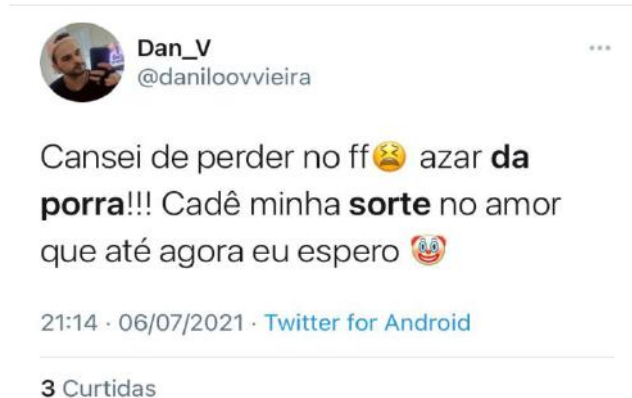 Dan_V
@daniloovvieira
Cansei de perder no ff😫 azar da
porra!!! Cadê minha sorte no amor
que até agora eu espero 🤡
21:14 · 06/07/2021 · Twitter for Android
3 Curtidas